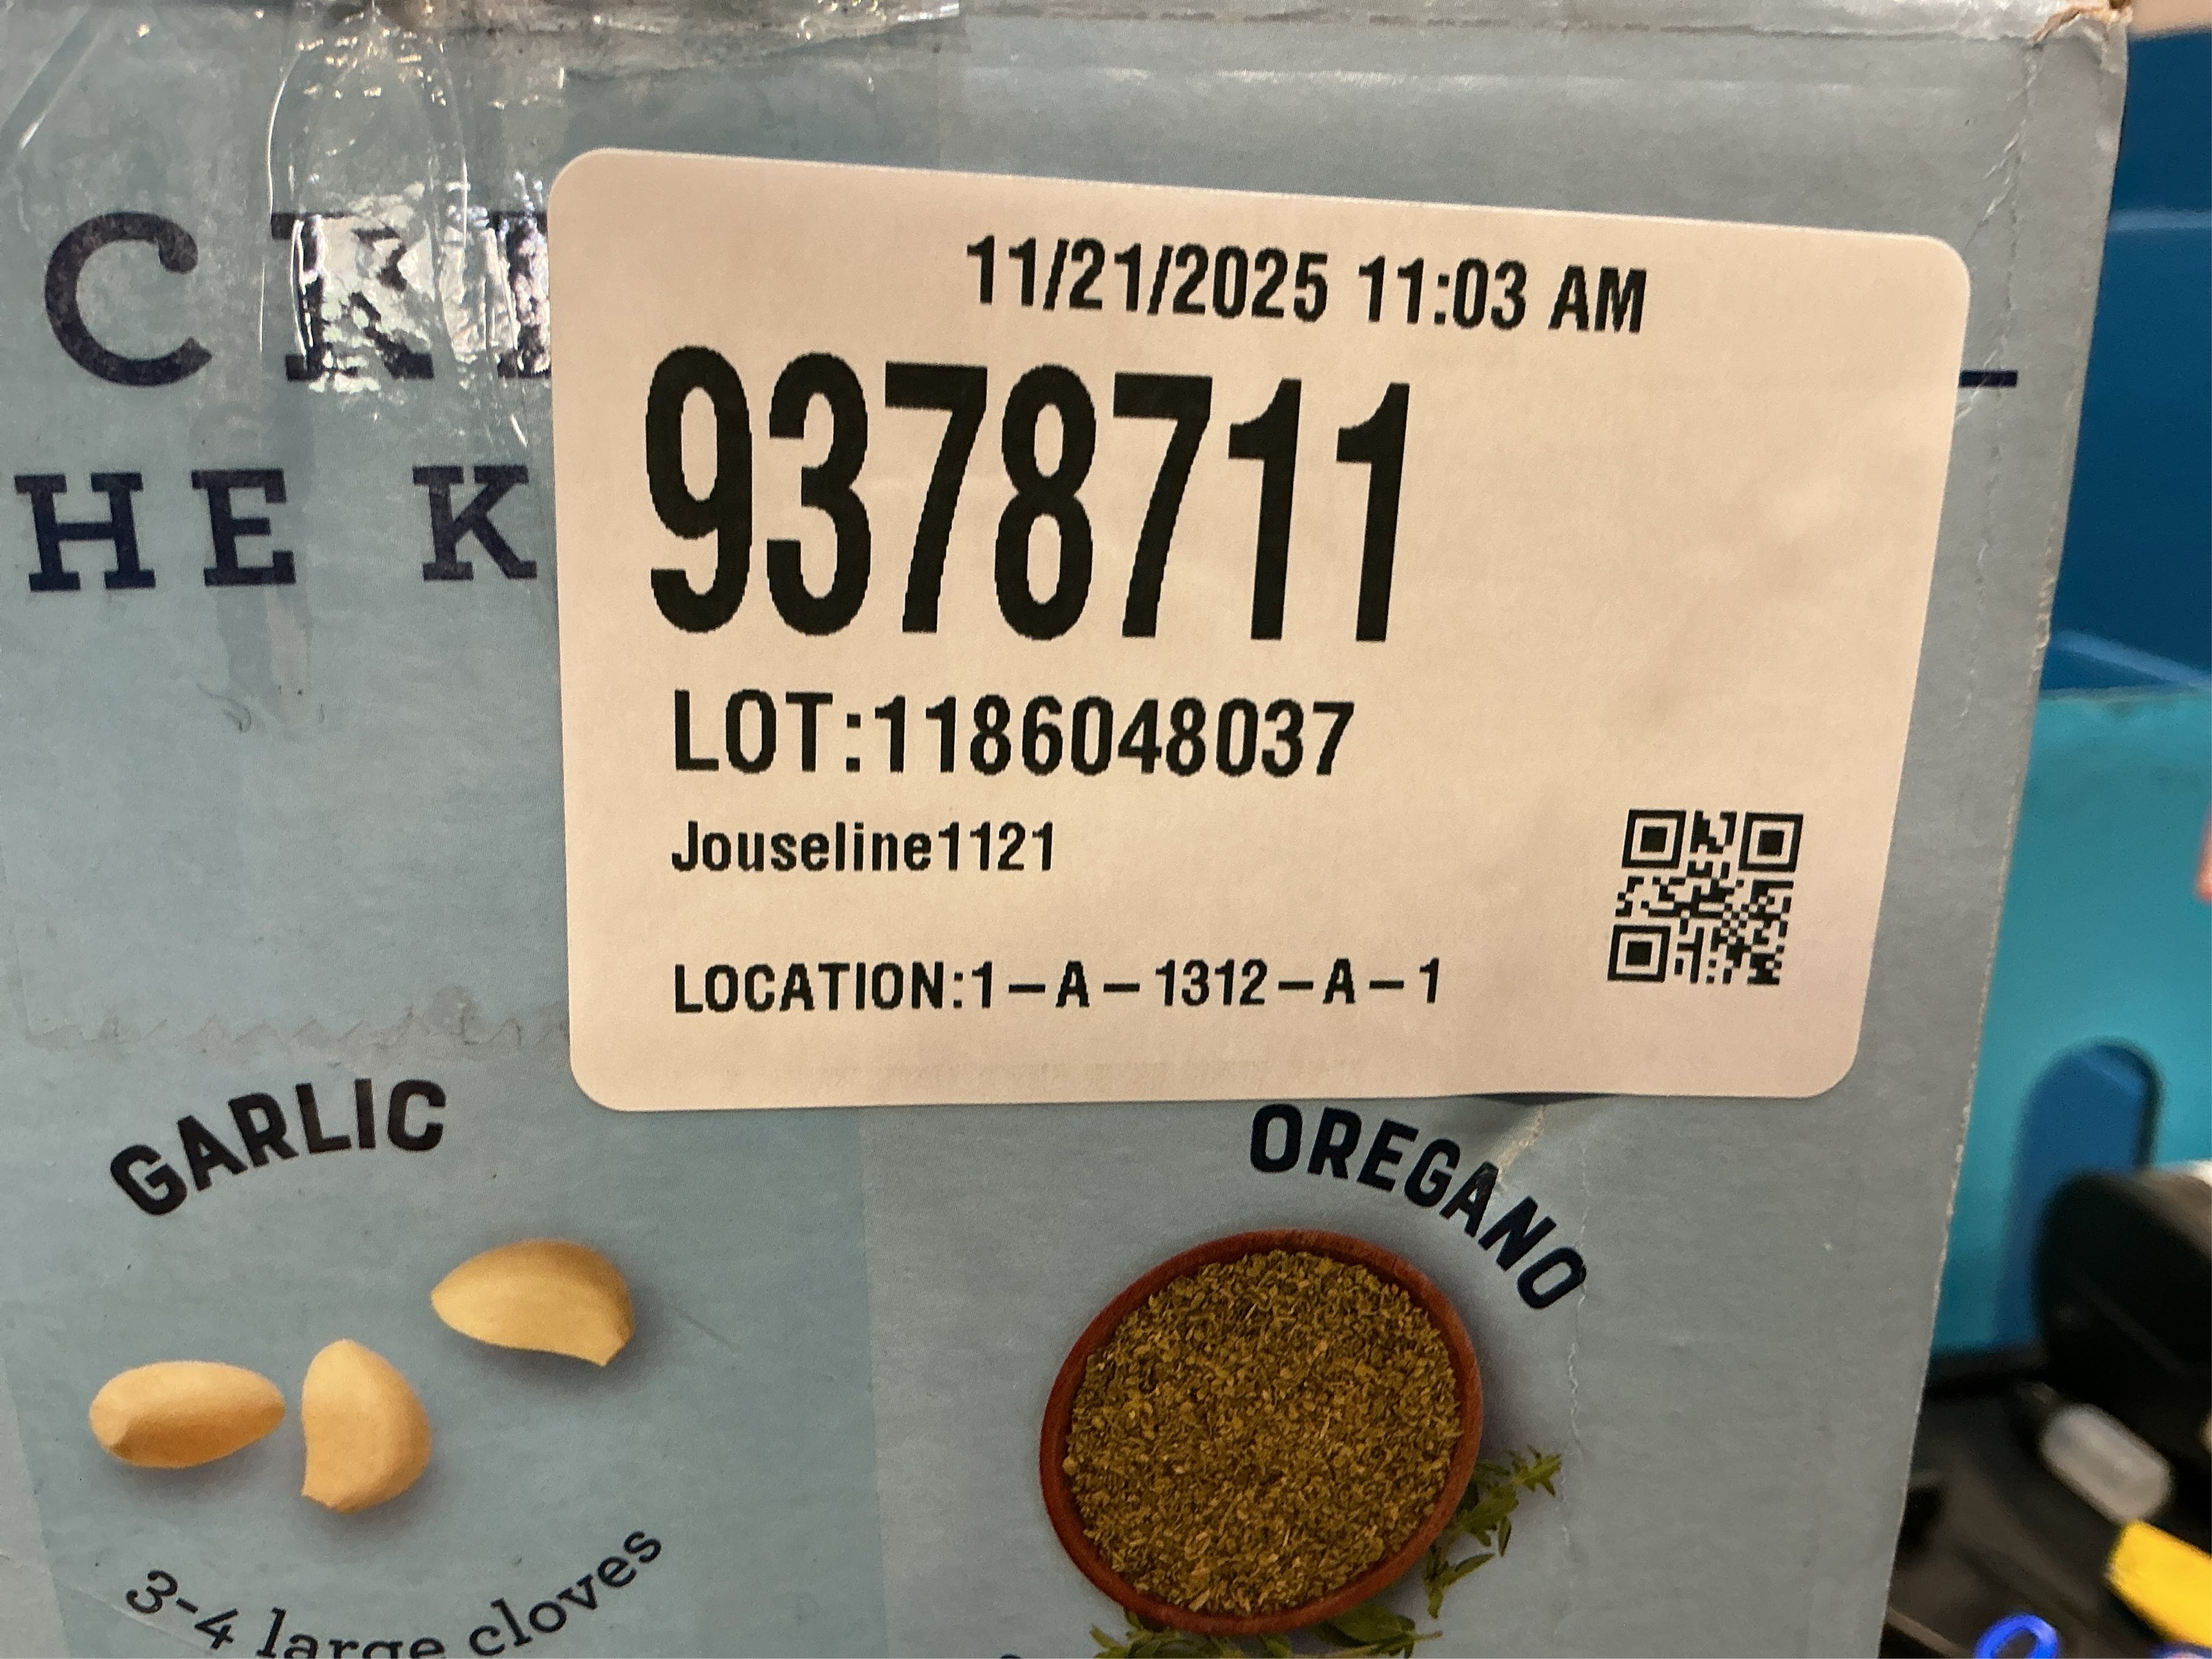 11/21/2025 11:03 AM
9378711
LOT:1186048037
Jouseline1121
LOCATION:1-A-1312-A-1
HE K
GARLIC
OREGANO
3-4 large cloves